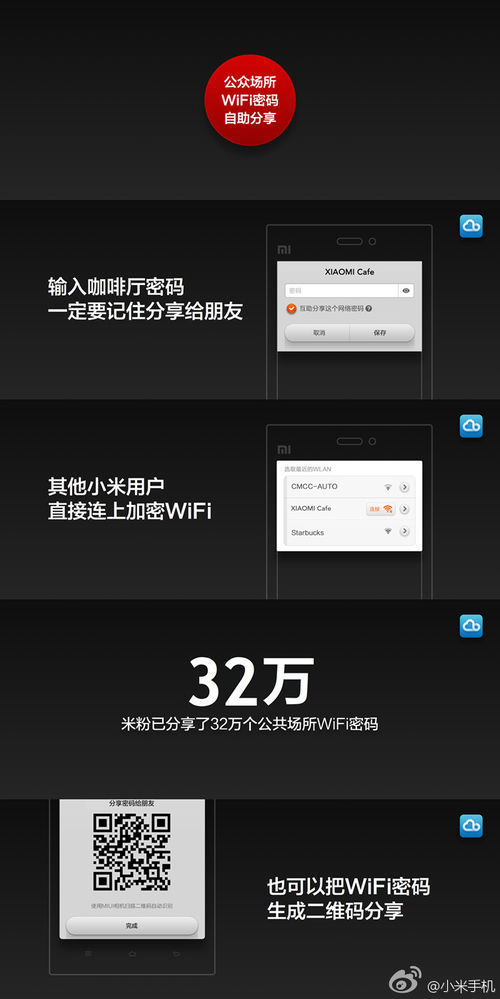 公众场所
WiFi密码
自助分享
输入咖啡厅密码
一定要记住分享给朋友
MI
XIAOMI Cafe
密码
互助分享这个网络密码
取消
保存
其他小米用户
直接连上加密WiFi
MI
选取最近的WLAN
CMCC-AUTO
XIAOMI Cafe
连接
Starbucks
32万
米粉已分享了32万个公共场所WiFi密码
分享密码给朋友
使用MIUI相机扫描二维码自动识别
完成
也可以把WiFi密码
生成二维码分享
@小米手机